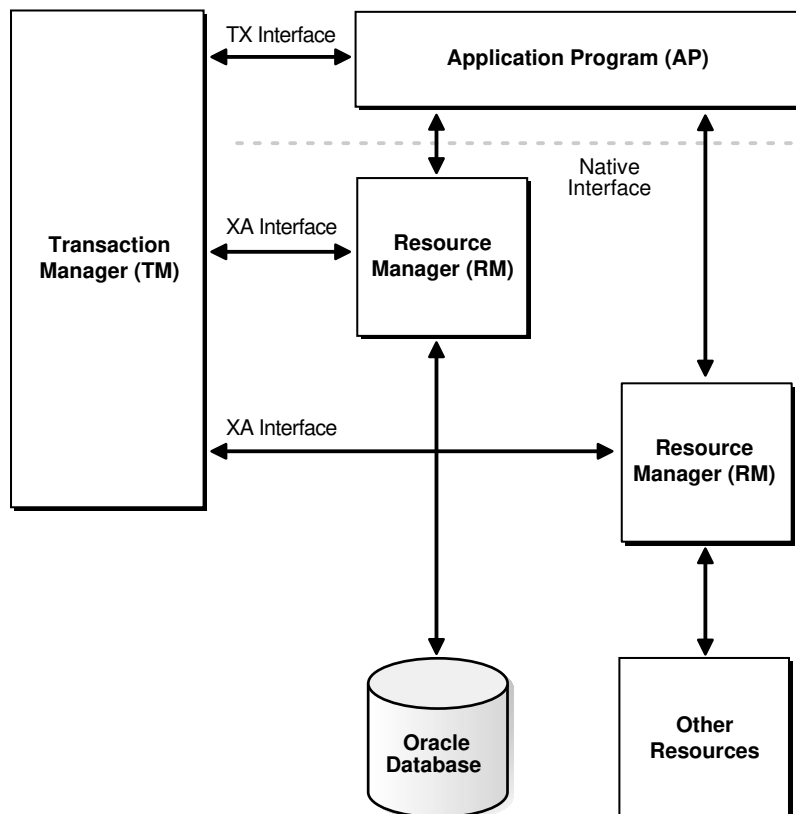 TX Interface
Application Program (AP)
Native
Interface
XA Interface
Transaction
Manager (TM)
Resource
Manager (RM)
XA Interface
Resource
Manager (RM)
Oracle
Database
Other
Resources